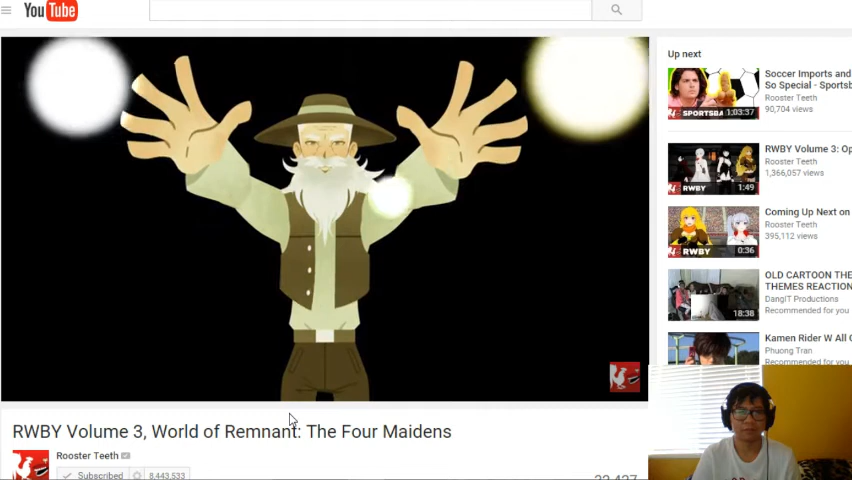 YouTube
Up next
Soccer Imports and
So Special - Sportsb
Rooster Teeth
90,704 views
SPORTSBA
1:03:37
RWBY Volume 3: Op
Rooster Teeth
1,366,057 views
RWBY
1:49
Coming Up Next on
Rooster Teeth
395,112 views
RWBY
0:36
OLD CARTOON THE
THEMES REACTION
DangIT Productions
Recommended for you
18:38
Kamen Rider W All C
Phuong Tran
Recommended for you
RWBY Volume 3, World of Remnant: The Four Maidens
Rooster Teeth
Subscribed
8,443,533